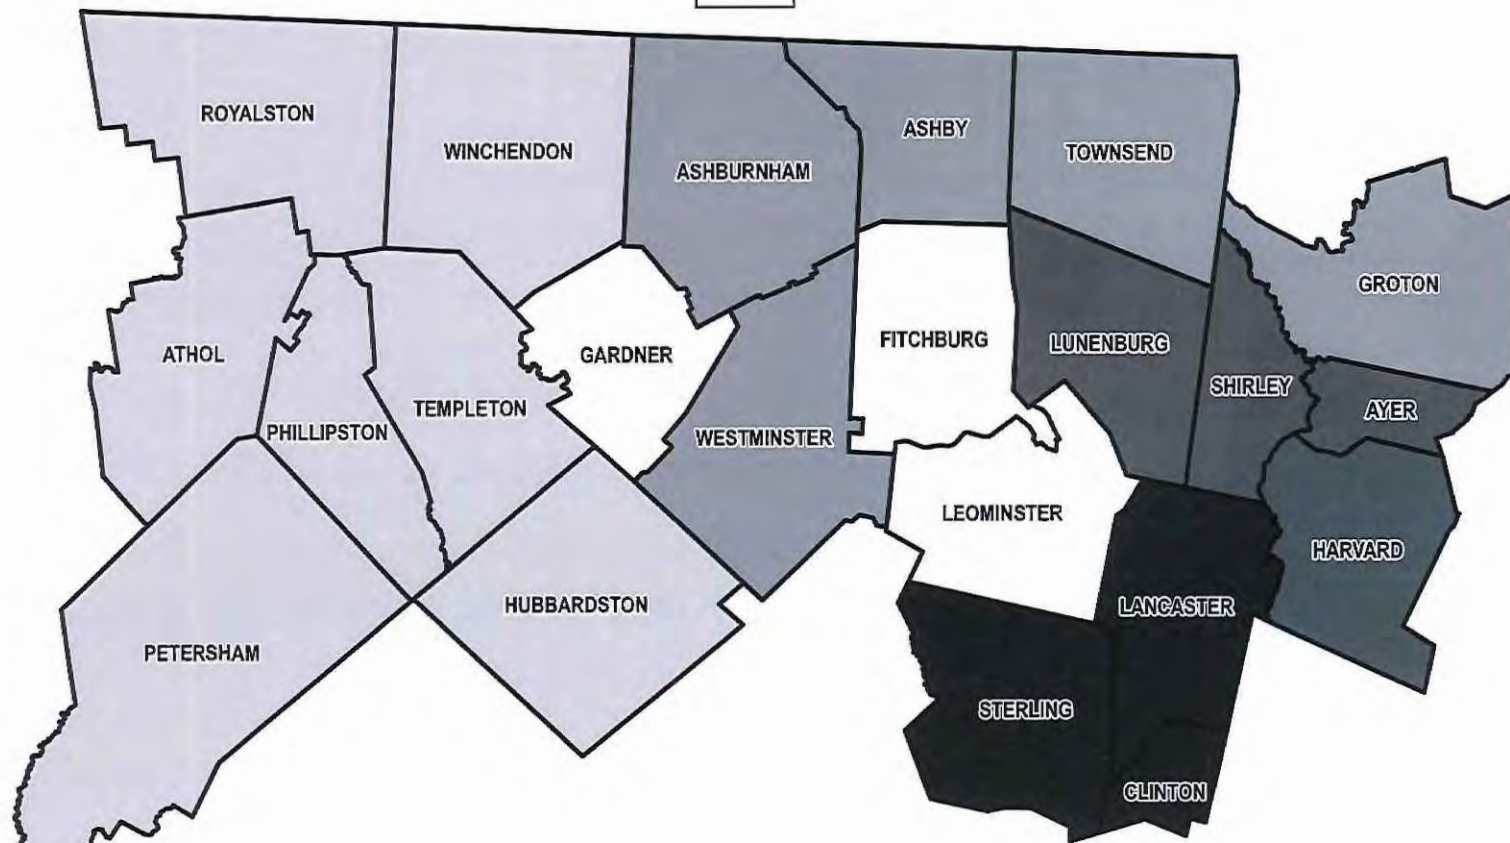 ROYALSTON
WINCHENDON
ASHBURNHAM
ASHBY
TOWNSEND
GROTON
ATHOL
PHILLIPSTON
TEMPLETON
GARDNER
WESTMINSTER
FITCHBURG
LUNENBURG
SHIRLEY
AYER
LEOMINSTER
HARVARD
PETERSHAM
HUBBARDSTON
LANCASTER
STERLING
CLINTON